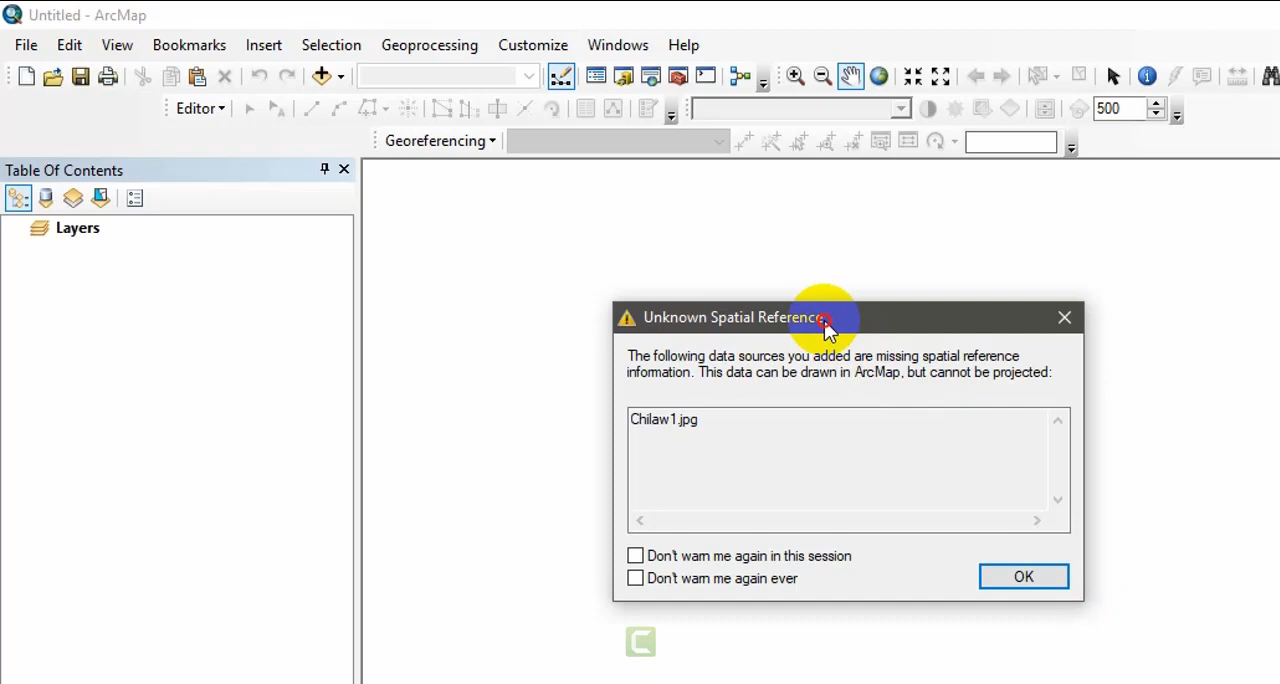 Untitled - ArcMap
File Edit View Bookmarks Insert Selection Geoprocessing Customize Windows Help
Editor 500
Georeferencing
Table Of Contents
Layers
Unknown Spatial Reference
The following data sources you added are missing spatial reference
information. This data can be drawn in ArcMap, but cannot be projected:
Chilaw1.jpg
Don't warn me again in this session
Don't warn me again ever
OK